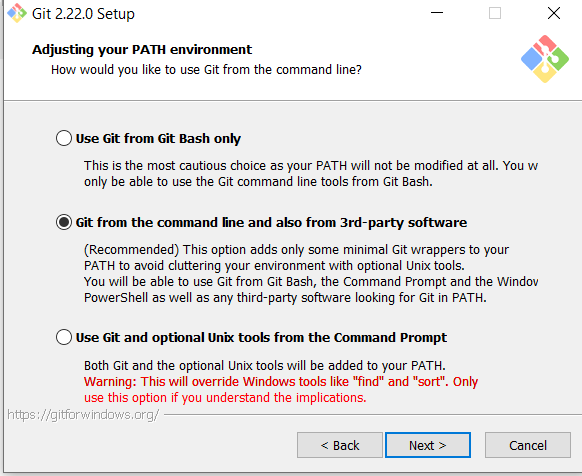 Git 2.22.0 Setup
Adjusting your PATH environment
How would you like to use Git from the command line?
Use Git from Git Bash only
This is the most cautious choice as your PATH will not be modified at all. You w
only be able to use the Git command line tools from Git Bash.
Git from the command line and also from 3rd-party software
(Recommended) This option adds only some minimal Git wrappers to your
PATH to avoid cluttering your environment with optional Unix tools.
You will be able to use Git from Git Bash, the Command Prompt and the Window
PowerShell as well as any third-party software looking for Git in PATH.
Use Git and optional Unix tools from the Command Prompt
Both Git and the optional Unix tools will be added to your PATH.
Warning: This will override Windows tools like "find" and "sort". Only
use this option if you understand the implications.
https://gitforwindows.org/
< Back
Next >
Cancel